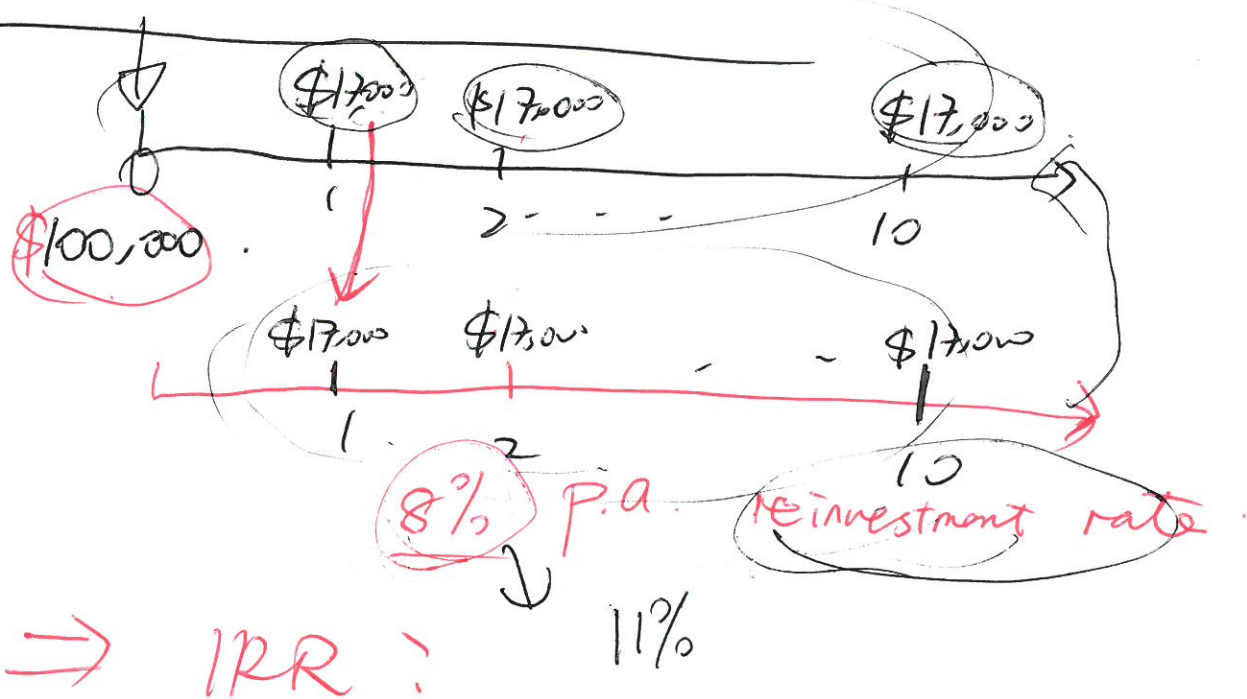 $17,000 $17,000 $17,000
0 1 2 - - - 10
$100,000.
$17,000 $17,000 - - $17,000
1 2 10
8% p.a. reinvestment rate.
⇒ IRR ? 11%